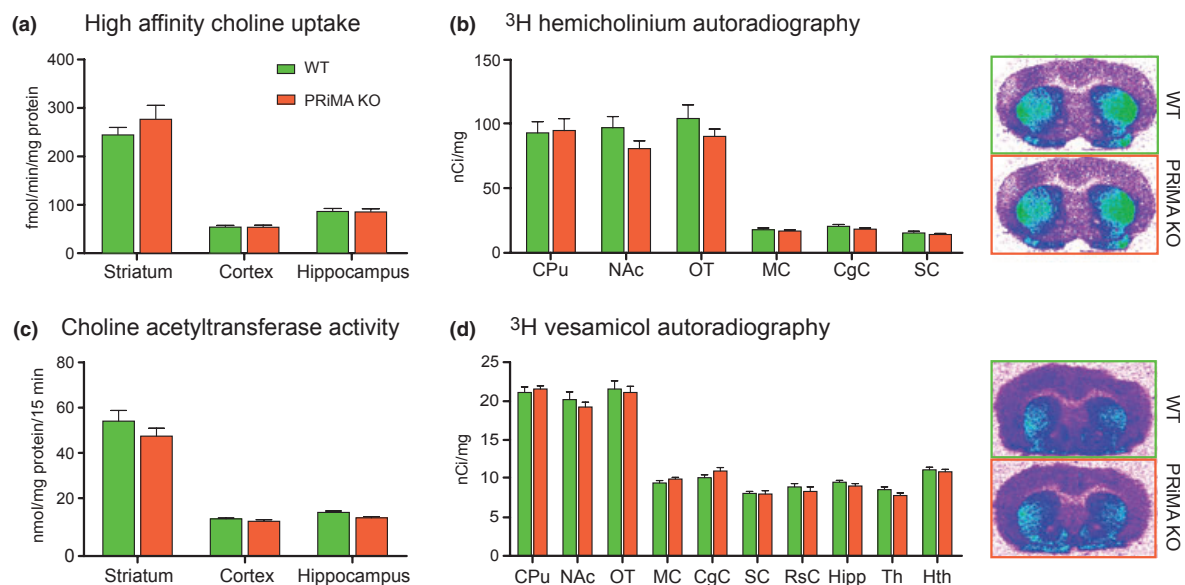 (a) High affinity choline uptake
fmol/min/mg protein
400
300
200
100
0
WT
PRiMA KO
Striatum Cortex Hippocampus
(b) ³H hemicholinium autoradiography
nCi/mg
150
100
50
0
CPu NAc OT MC CgC SC
WT
PRiMA KO
(c) Choline acetyltransferase activity
nmol/mg protein/15 min
80
60
40
20
0
Striatum Cortex Hippocampus
(d) ³H vesamicol autoradiography
nCi/mg
25
20
15
10
5
0
CPu NAc OT MC CgC SC RsC Hipp Th Hth
WT
PRiMA KO